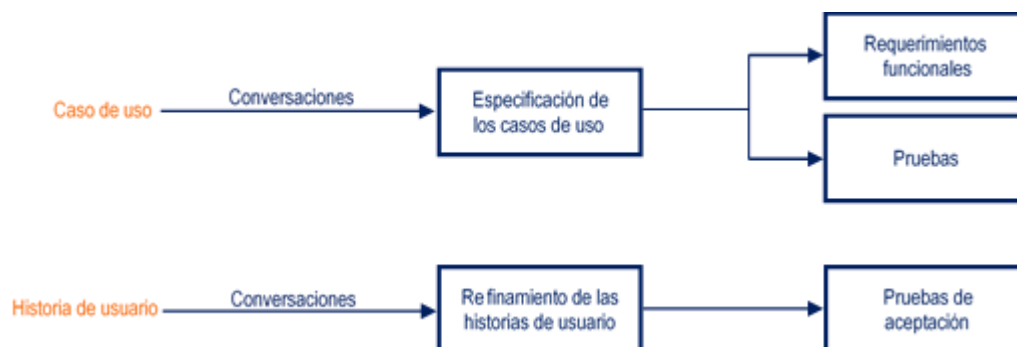 Requerimientos
funcionales
Caso de uso
Conversaciones
Especificación de
los casos de uso
Pruebas
Historia de usuario
Conversaciones
Refinamiento de las
historias de usuario
Pruebas de
aceptación